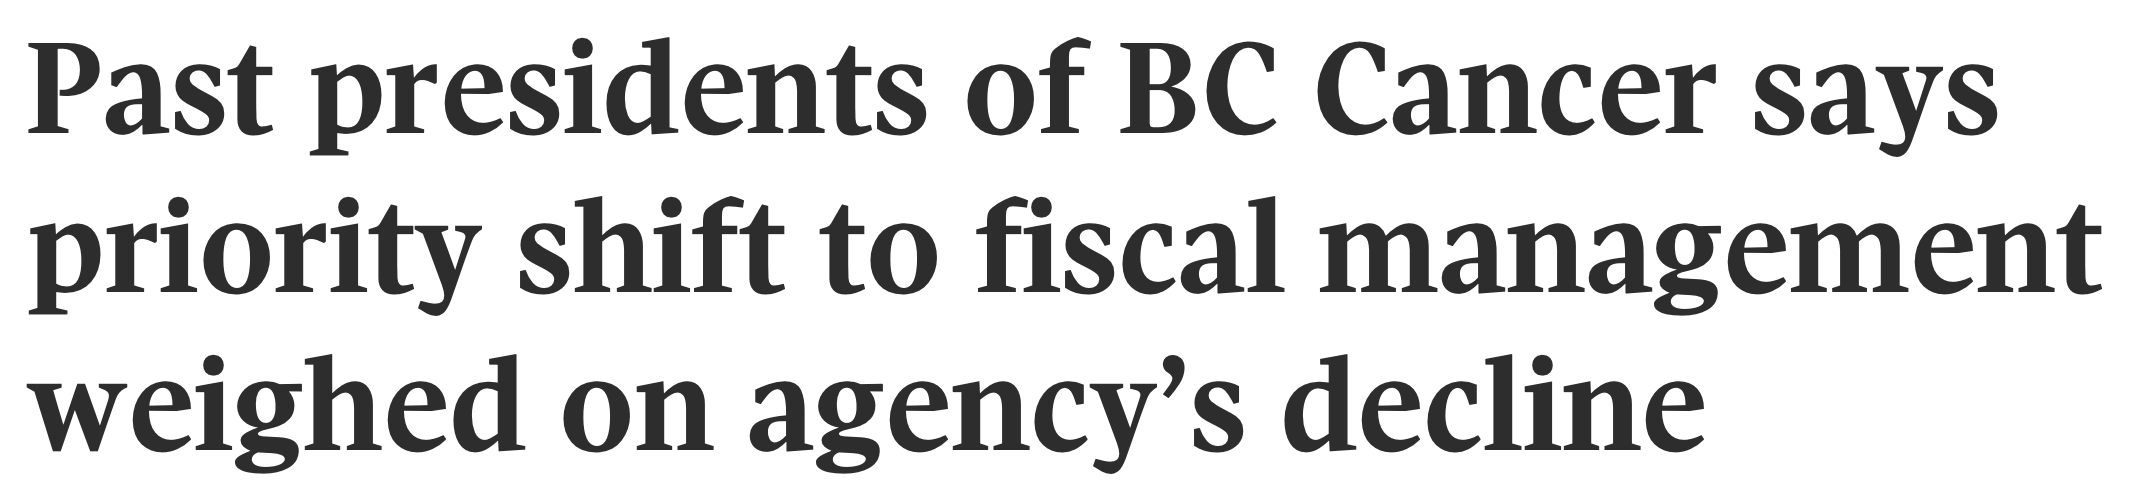 Past presidents of BC Cancer says
priority shift to fiscal management
weighed on agency’s decline